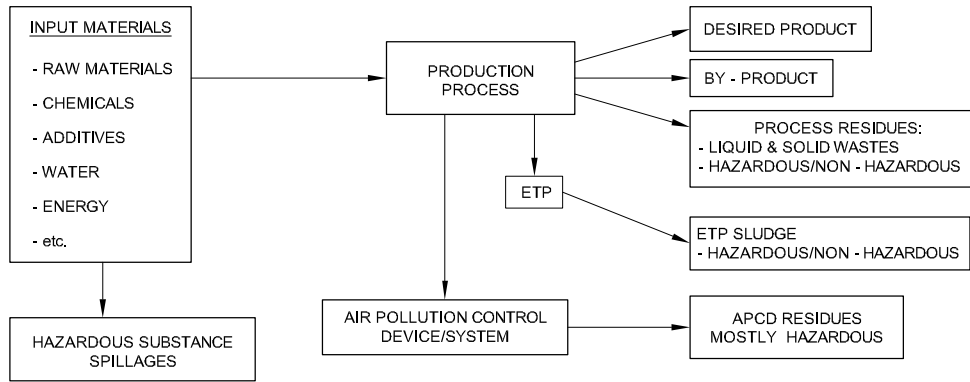 INPUT MATERIALS
- RAW MATERIALS
- CHEMICALS
- ADDITIVES
- WATER
- ENERGY
- etc.
HAZARDOUS SUBSTANCE
SPILLAGES
PRODUCTION
PROCESS
ETP
AIR POLLUTION CONTROL
DEVICE/SYSTEM
DESIRED PRODUCT
BY - PRODUCT
PROCESS RESIDUES:
- LIQUID & SOLID WASTES
- HAZARDOUS/NON - HAZARDOUS
ETP SLUDGE
- HAZARDOUS/NON - HAZARDOUS
APCD RESIDUES
MOSTLY HAZARDOUS